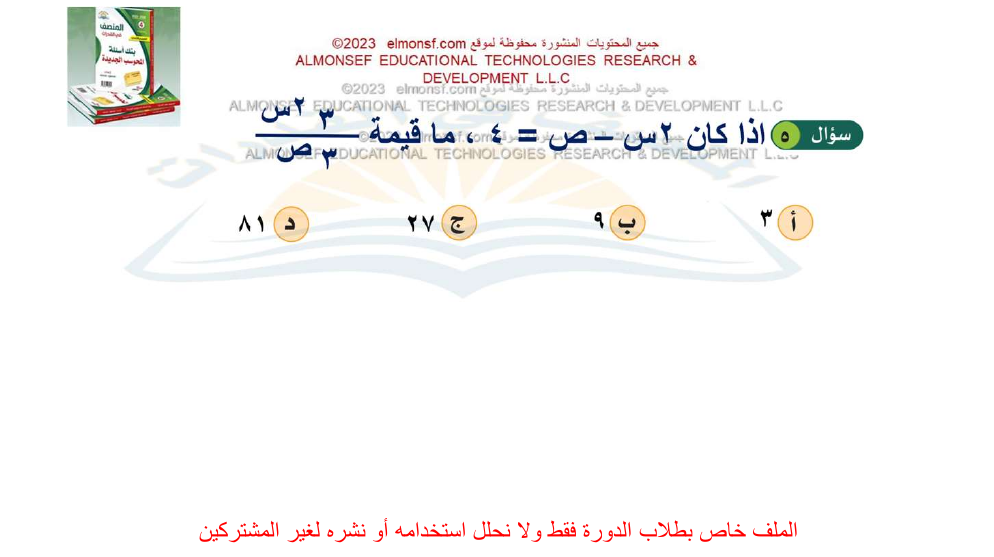 المنصف
في القدرات
بنك أسئلة
المحوسب الجديدة
جميع المحتويات المنشورة محفوظة لموقع elmonsf.com ©2023
ALMONSEF EDUCATIONAL TECHNOLOGIES RESEARCH &
DEVELOPMENT L.L.C
جميع المحتويات المنشورة محفوظة لموقع elmonsf.com ©2023
ALMONSEF EDUCATIONAL TECHNOLOGIES RESEARCH & DEVELOPMENT L.L.C
سؤال ٥ اذا كان ٢س – ص = ٤ ، ما قيمة ٣^٢س / ٣^ص
ALMONSEF EDUCATIONAL TECHNOLOGIES RESEARCH & DEVELOPMENT L.L.C
أ ٣ ب ٩ ج ٢٧ د ٨١
الملف خاص بطلاب الدورة فقط ولا نحلل استخدامه أو نشره لغير المشتركين